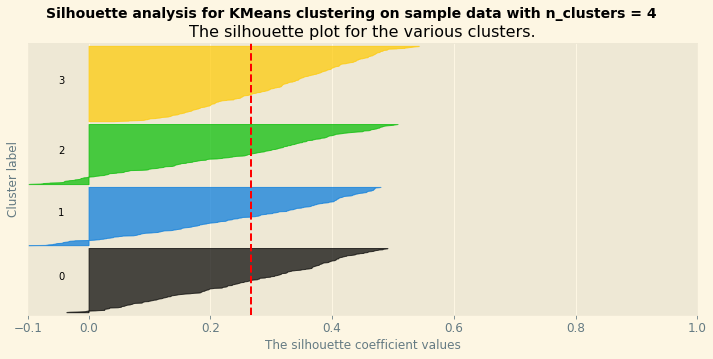 Silhouette analysis for KMeans clustering on sample data with n_clusters = 4
The silhouette plot for the various clusters.
Cluster label
3
2
1
0
−0.1 0.0 0.2 0.4 0.6 0.8 1.0
The silhouette coefficient values